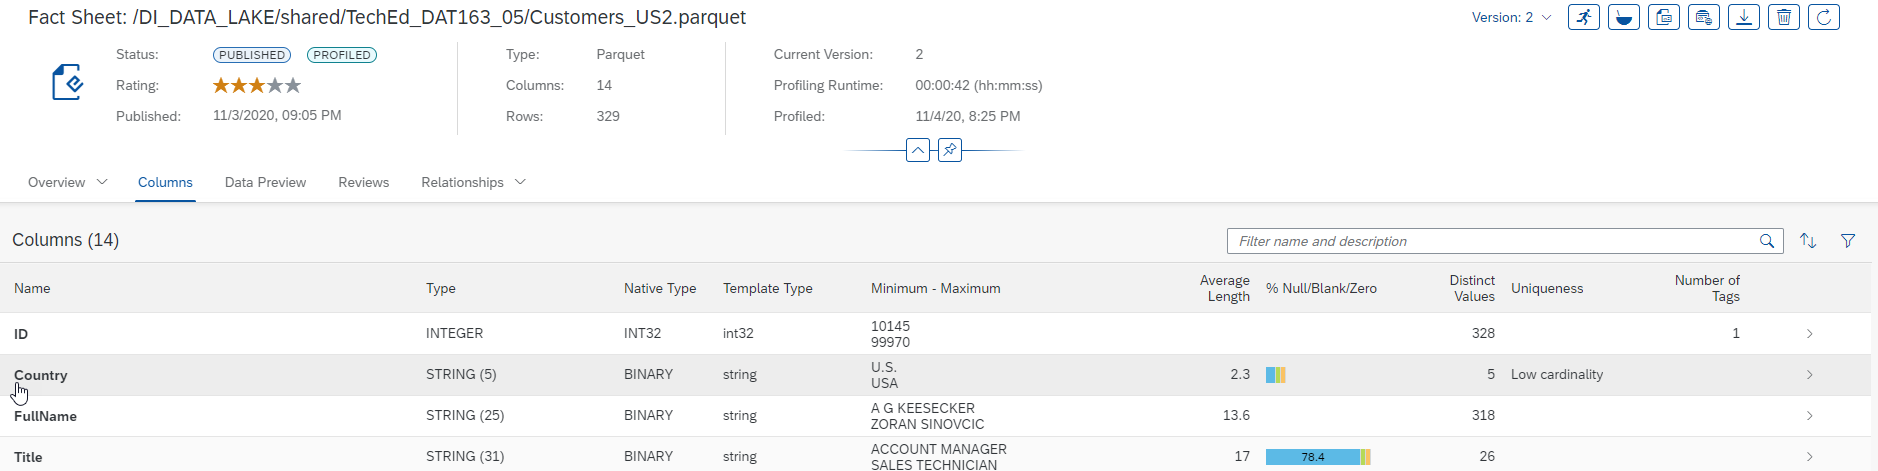 Fact Sheet: /DI_DATA_LAKE/shared/TechEd_DAT163_05/Customers_US2.parquet
Version: 2
Status: PUBLISHED PROFILED Type: Parquet Current Version: 2
Rating: Columns: 14 Profiling Runtime: 00:00:42 (hh:mm:ss)
Published: 11/3/2020, 09:05 PM Rows: 329 Profiled: 11/4/20, 8:25 PM
Overview Columns Data Preview Reviews Relationships
Columns (14) Filter name and description
Name Type Native Type Template Type Minimum - Maximum Average Length % Null/Blank/Zero Distinct Values Uniqueness Number of Tags
ID INTEGER INT32 int32 10145 99970 328 1
Country STRING (5) BINARY string U.S. USA 2.3 5 Low cardinality
FullName STRING (25) BINARY string A G KEESECKER ZORAN SINOVCIC 13.6 318
Title STRING (31) BINARY string ACCOUNT MANAGER SALES TECHNICIAN 17 78.4 26